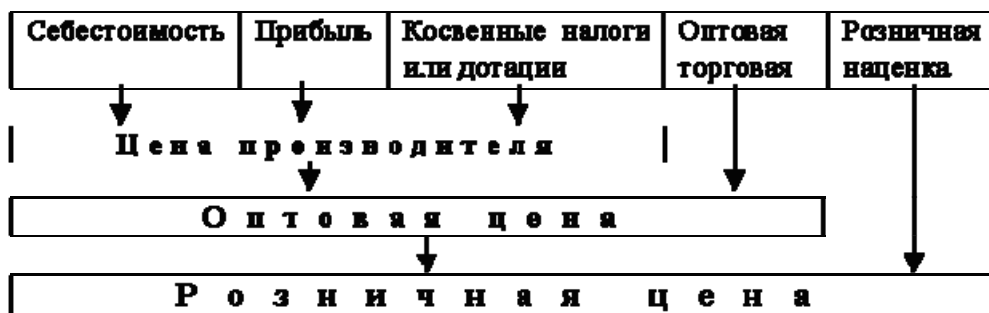 Себестоимость
Прибыль
Косвенные налоги
или дотации
Оптовая
торговая
Розничная
наценка
Цена производителя
Оптовая цена
Розничная цена